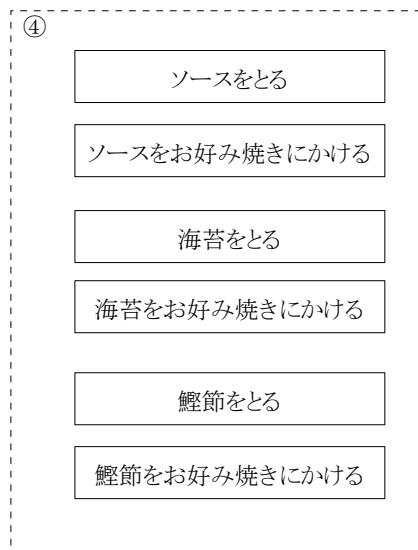 ④
ソースをとる
ソースをお好み焼きにかける
海苔をとる
海苔をお好み焼きにかける
鰹節をとる
鰹節をお好み焼きにかける